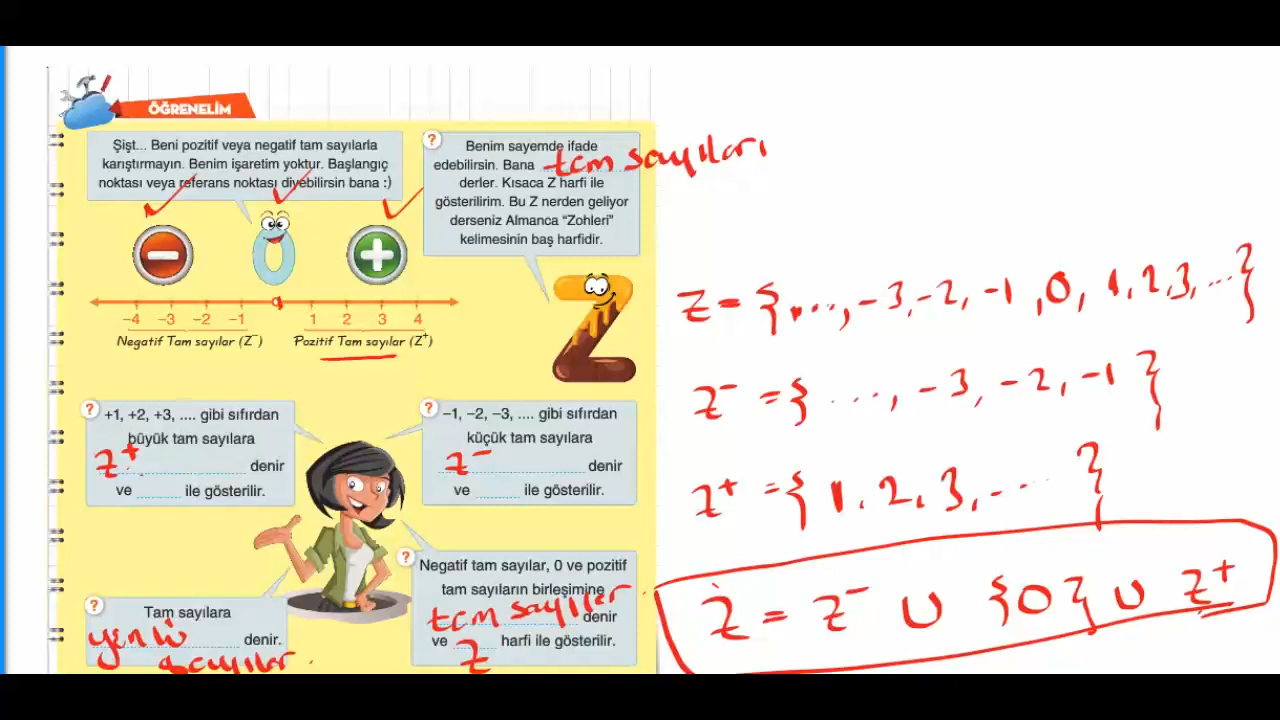 ÖĞRENELİM
Şişt... Beni pozitif veya negatif tam sayılarla
karıştırmayın. Benim işaretim yoktur. Başlangıç
noktası veya referans noktası diyebilirsin bana :)
? Benim sayemde ifade
edebilirsin. Bana tam sayıları
derler. Kısaca Z harfi ile
gösterilirim. Bu Z nerden geliyor
derseniz Almanca "Zohleri"
kelimesinin baş harfidir.
0
Z
−4 −3 −2 −1 1 2 3 4
Negatif Tam sayılar (Z⁻) Pozitif Tam sayılar (Z⁺)
? +1, +2, +3, .... gibi sıfırdan
büyük tam sayılara
Z⁺ denir
ve ........ ile gösterilir.
? −1, −2, −3, .... gibi sıfırdan
küçük tam sayılara
Z⁻ denir
ve ........ ile gösterilir.
? Tam sayılara
yönlü denir.
sayılar
? Negatif tam sayılar, 0 ve pozitif
tam sayıların birleşimine
tam sayılar denir
ve Z harfi ile gösterilir.
Z = {..., −3, −2, −1, 0, 1, 2, 3, ...}
Z⁻ = {..., −3, −2, −1}
Z⁺ = {1, 2, 3, ...}
Z = Z⁻ ∪ {0} ∪ Z⁺